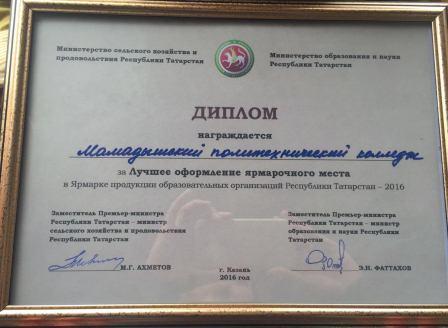 Министерство сельского хозяйства и
продовольствия Республики Татарстан
Министерство образования и науки
Республики Татарстан
ДИПЛОМ
награждается
Мамадышский политехнический колледж
за Лучшее оформление ярмарочного места
в Ярмарке продукции образовательных организаций Республики Татарстан – 2016
Заместитель Премьер-министра
Республики Татарстан – министр
сельского хозяйства и продовольствия
Республики Татарстан
Заместитель Премьер-министра
Республики Татарстан – министр
образования и науки Республики
Татарстан
М.Г. АХМЕТОВ
г. Казань
2016 год
Э.Н. ФАТТАХОВ